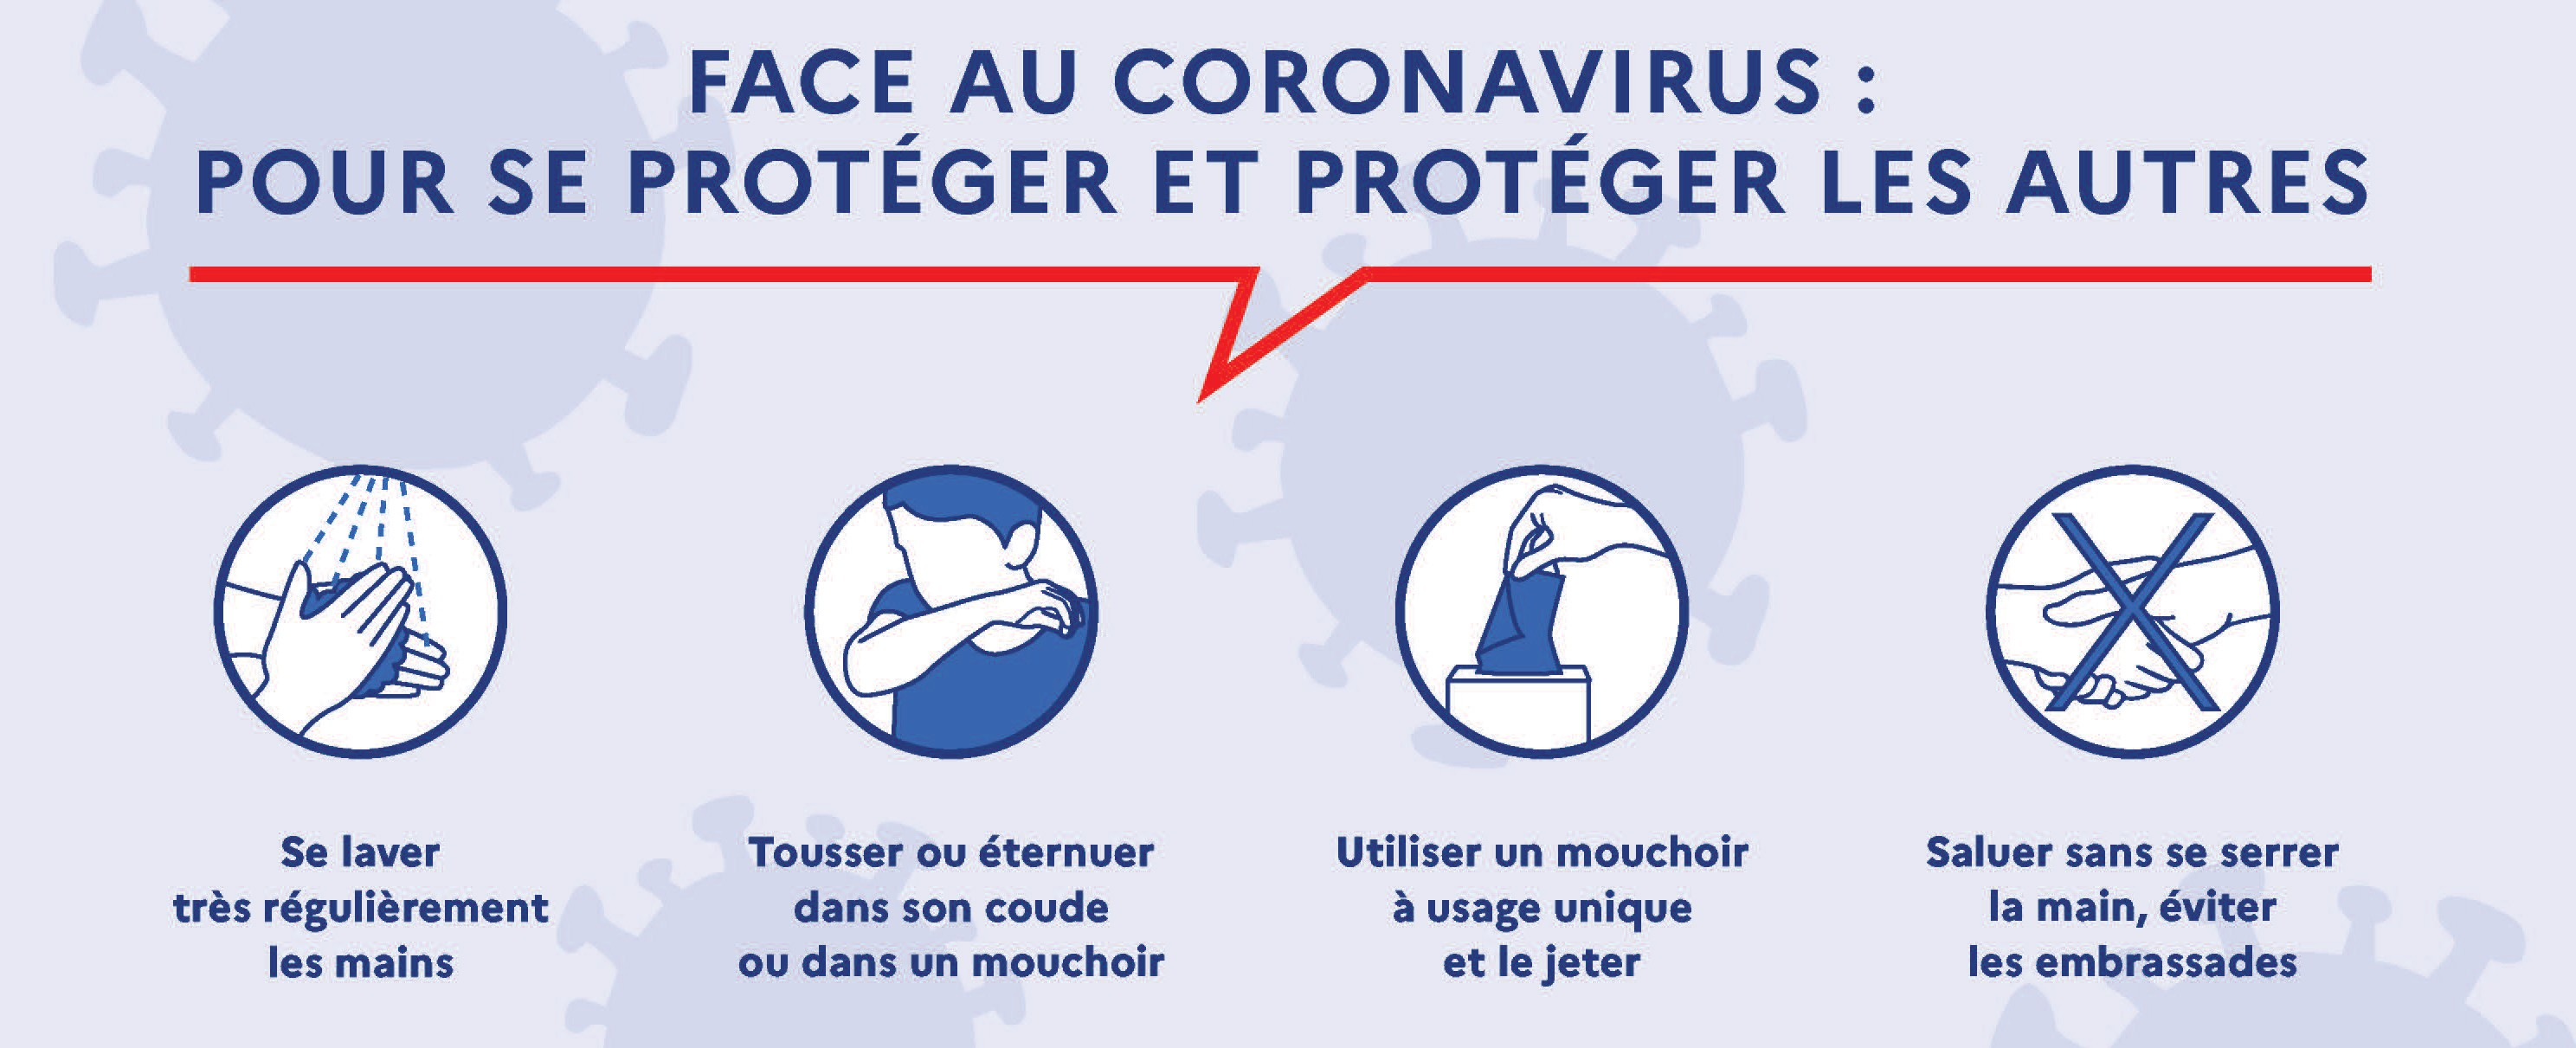 FACE AU CORONAVIRUS :
POUR SE PROTÉGER ET PROTÉGER LES AUTRES
Se laver
très régulièrement
les mains
Tousser ou éternuer
dans son coude
ou dans un mouchoir
Utiliser un mouchoir
à usage unique
et le jeter
Saluer sans se serrer
la main, éviter
les embrassades